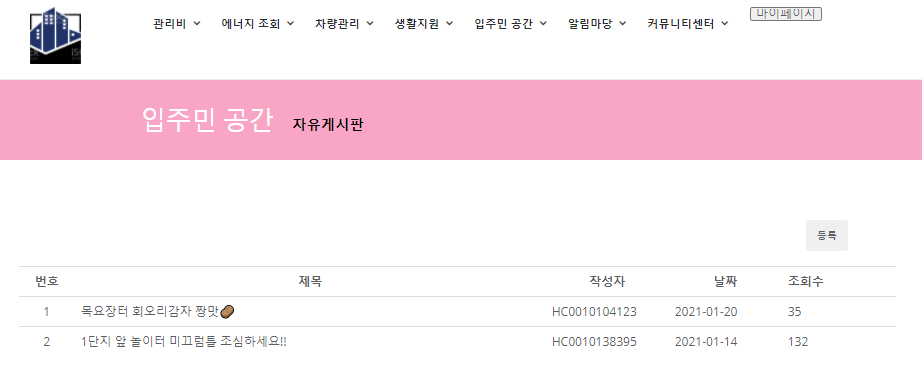 관리비 에너지 조회 차량관리 생활지원 입주민 공간 알림마당 커뮤니티센터 마이페이지
입주민 공간 자유게시판
등록
번호 제목 작성자 날짜 조회수
1 목요장터 회오리감자 짱맛🥔 HC0010104123 2021-01-20 35
2 1단지 앞 놀이터 미끄럼틀 조심하세요!! HC0010138395 2021-01-14 132